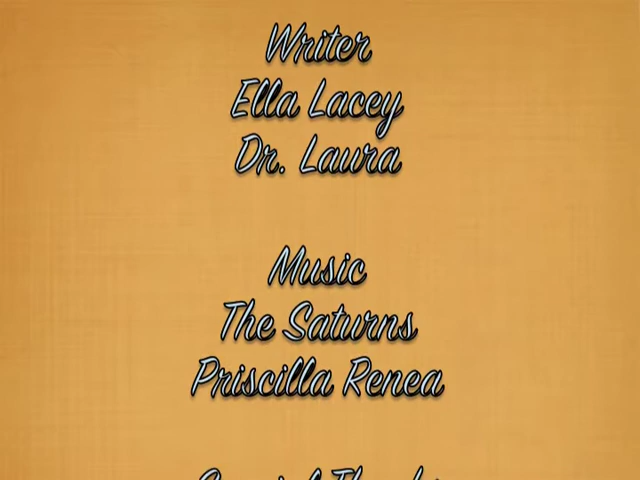 Writer
Ella Lacey
Dr. Laura
Music
The Saturns
Priscilla Renea